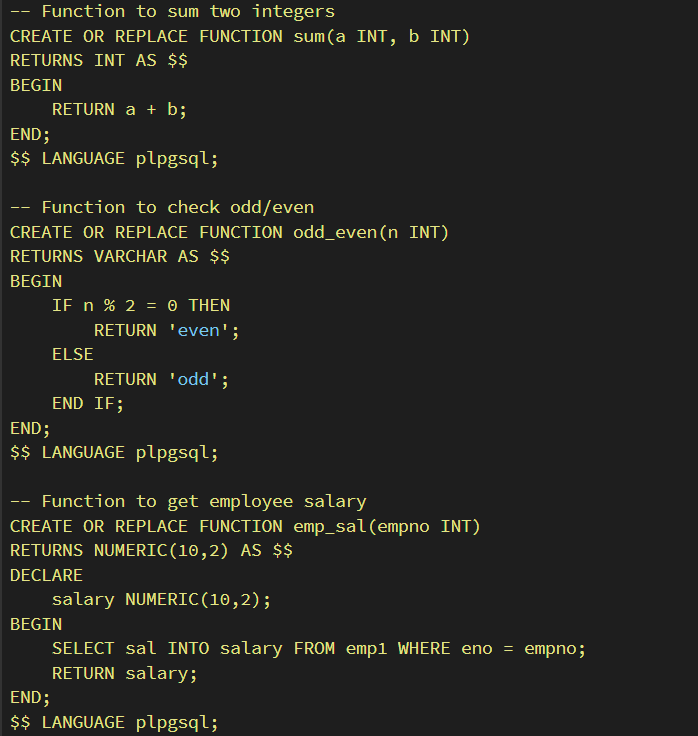 -- Function to sum two integers
CREATE OR REPLACE FUNCTION sum(a INT, b INT)
RETURNS INT AS $$
BEGIN
    RETURN a + b;
END;
$$ LANGUAGE plpgsql;

-- Function to check odd/even
CREATE OR REPLACE FUNCTION odd_even(n INT)
RETURNS VARCHAR AS $$
BEGIN
    IF n % 2 = 0 THEN
        RETURN 'even';
    ELSE
        RETURN 'odd';
    END IF;
END;
$$ LANGUAGE plpgsql;

-- Function to get employee salary
CREATE OR REPLACE FUNCTION emp_sal(empno INT)
RETURNS NUMERIC(10,2) AS $$
DECLARE
    salary NUMERIC(10,2);
BEGIN
    SELECT sal INTO salary FROM emp1 WHERE eno = empno;
    RETURN salary;
END;
$$ LANGUAGE plpgsql;